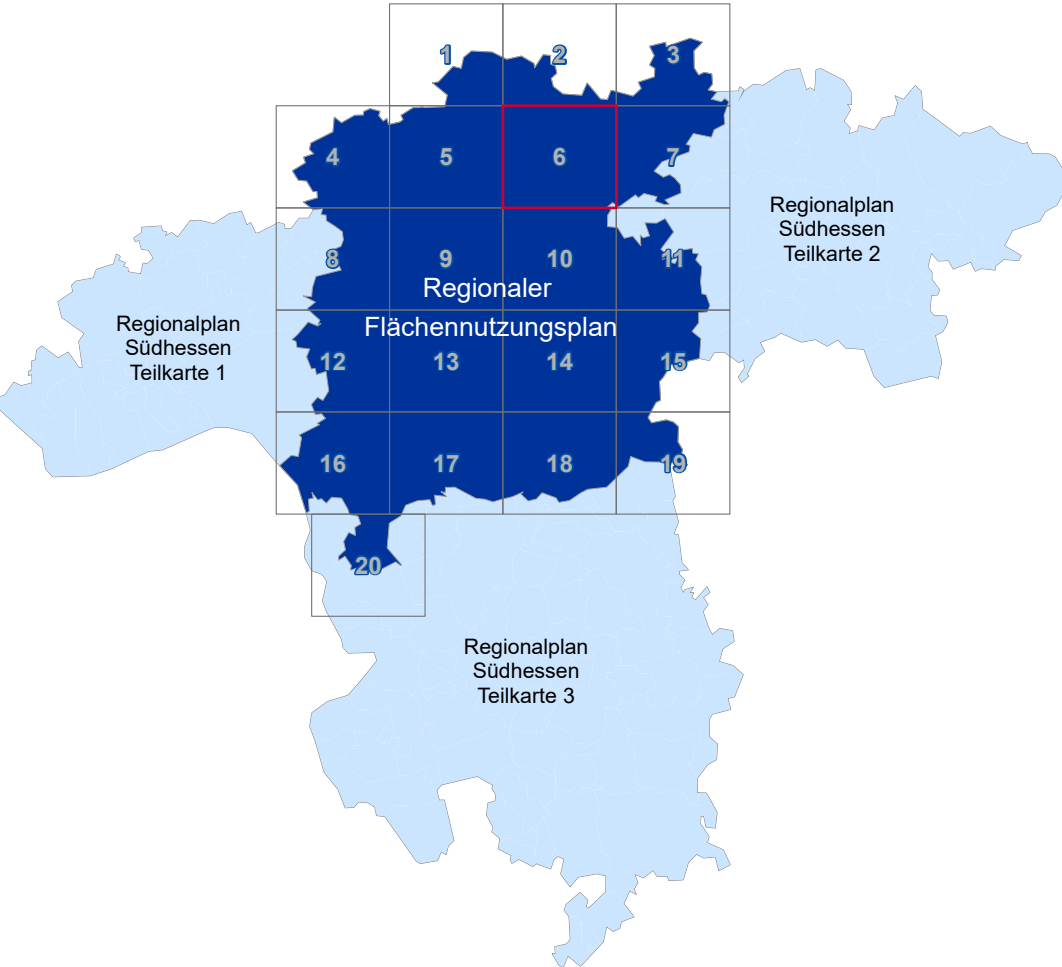 1
2
3
4
5
6
7
Regionalplan
Südhessen
Teilkarte 2
8
9
10
11
Regionaler
Flächennutzungsplan
Regionalplan
Südhessen
Teilkarte 1
12
13
14
15
16
17
18
19
20
Regionalplan
Südhessen
Teilkarte 3